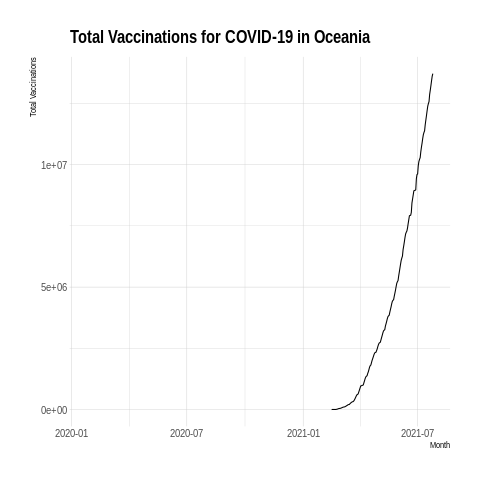 Total Vaccinations for COVID-19 in Oceania
Total Vaccinations
1e+07
5e+06
0e+00
2020-01
2020-07
2021-01
2021-07
Month